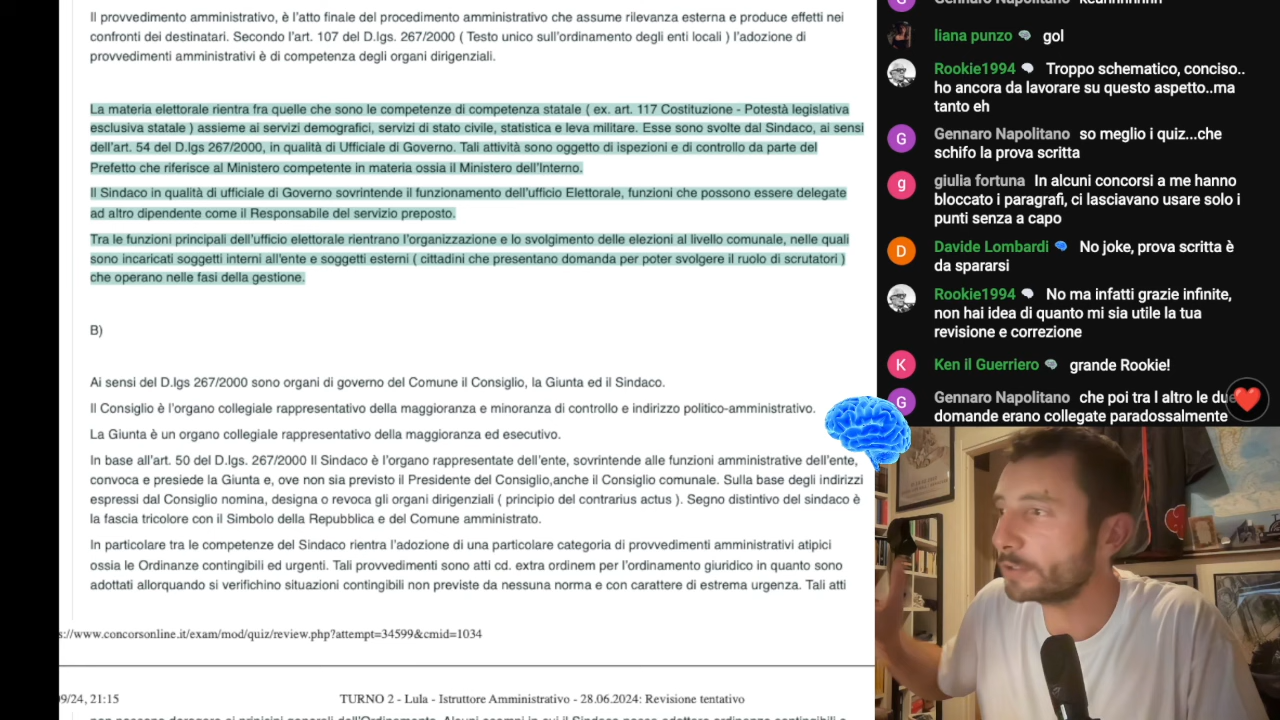 Il provvedimento amministrativo, è l'atto finale del procedimento amministrativo che assume rilevanza esterna e produce effetti nei
confronti dei destinatari. Secondo l'art. 107 del D.lgs. 267/2000 ( Testo unico sull'ordinamento degli enti locali ) l'adozione di
provvedimenti amministrativi è di competenza degli organi dirigenziali.
La materia elettorale rientra fra quelle che sono le competenze di competenza statale ( ex. art. 117 Costituzione - Potestà legislativa
esclusiva statale ) assieme ai servizi demografici, servizi di stato civile, statistica e leva militare. Esse sono svolte dal Sindaco, ai sensi
dell'art. 54 del D.lgs 267/2000, in qualità di Ufficiale di Governo. Tali attività sono oggetto di ispezioni e di controllo da parte del
Prefetto che riferisce al Ministero competente in materia ossia il Ministero dell'Interno.
Il Sindaco in qualità di ufficiale di Governo sovrintende il funzionamento dell'ufficio Elettorale, funzioni che possono essere delegate
ad altro dipendente come il Responsabile del servizio preposto.
Tra le funzioni principali dell'ufficio elettorale rientrano l'organizzazione e lo svolgimento delle elezioni al livello comunale, nelle quali
sono incaricati soggetti interni all'ente e soggetti esterni ( cittadini che presentano domanda per poter svolgere il ruolo di scrutatori )
che operano nelle fasi della gestione.
B)
Ai sensi del D.lgs 267/2000 sono organi di governo del Comune il Consiglio, la Giunta ed il Sindaco.
Il Consiglio è l'organo collegiale rappresentativo della maggioranza e minoranza di controllo e indirizzo politico-amministrativo.
La Giunta è un organo collegiale rappresentativo della maggioranza ed esecutivo.
In base all'art. 50 del D.lgs. 267/2000 Il Sindaco è l'organo rappresentate dell'ente, sovrintende alle funzioni amministrative dell'ente,
convoca e presiede la Giunta e, ove non sia previsto il Presidente del Consiglio,anche il Consiglio comunale. Sulla base degli indirizzi
espressi dal Consiglio nomina, designa o revoca gli organi dirigenziali ( principio del contrarius actus ). Segno distintivo del sindaco è
la fascia tricolore con il Simbolo della Repubblica e del Comune amministrato.
In particolare tra le competenze del Sindaco rientra l'adozione di una particolare categoria di provvedimenti amministrativi atipici
ossia le Ordinanze contingibili ed urgenti. Tali provvedimenti sono atti cd. extra ordinem per l'ordinamento giuridico in quanto sono
adottati allorquando si verifichino situazioni contingibili non previste da nessuna norma e con carattere di estrema urgenza. Tali atti
s://www.concorsonline.it/exam/mod/quiz/review.php?attempt=34599&cmid=1034
09/24, 21:15 TURNO 2 - Lula - Istruttore Amministrativo - 28.06.2024: Revisione tentativo
Gennaro Napolitano
liana punzo gol
Rookie1994 Troppo schematico, conciso..
ho ancora da lavorare su questo aspetto..ma
tanto eh
G Gennaro Napolitano so meglio i quiz...che
schifo la prova scritta
g giulia fortuna In alcuni concorsi a me hanno
bloccato i paragrafi, ci lasciavano usare solo i
punti senza a capo
D Davide Lombardi No joke, prova scritta è
da spararsi
Rookie1994 No ma infatti grazie infinite,
non hai idea di quanto mi sia utile la tua
revisione e correzione
K Ken il Guerriero grande Rookie!
G Gennaro Napolitano che poi tra l altro le due
domande erano collegate paradossalmente